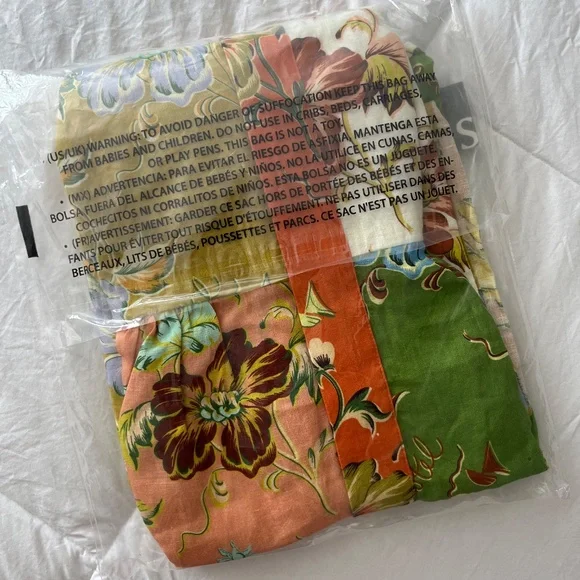 • (US/UK) WARNING: TO AVOID DANGER OF SUFFOCATION KEEP THIS BAG AWAY
FROM BABIES AND CHILDREN. DO NOT USE IN CRIBS, BEDS, CARRIAGES,
OR PLAY PENS. THIS BAG IS NOT A TOY.
• (MX) ADVERTENCIA: PARA EVITAR EL RIESGO DE ASFIXIA, MANTENGA ESTA
BOLSA FUERA DEL ALCANCE DE BEBÉS Y NIÑOS. NO LA UTILICE EN CUNAS, CAMAS,
COCHECITOS NI CORRALITOS DE NIÑOS. ESTA BOLSA NO ES UN JUGUETE.
• (FR)AVERTISSEMENT: GARDER CE SAC HORS DE PORTÉE DES BÉBÉS ET DES EN-
FANTS POUR ÉVITER TOUT RISQUE D'ÉTOUFFEMENT. NE PAS UTILISER DANS DES
BERCEAUX, LITS DE BÉBÉS, POUSSETTES ET PARCS. CE SAC N'EST PAS UN JOUET.
S